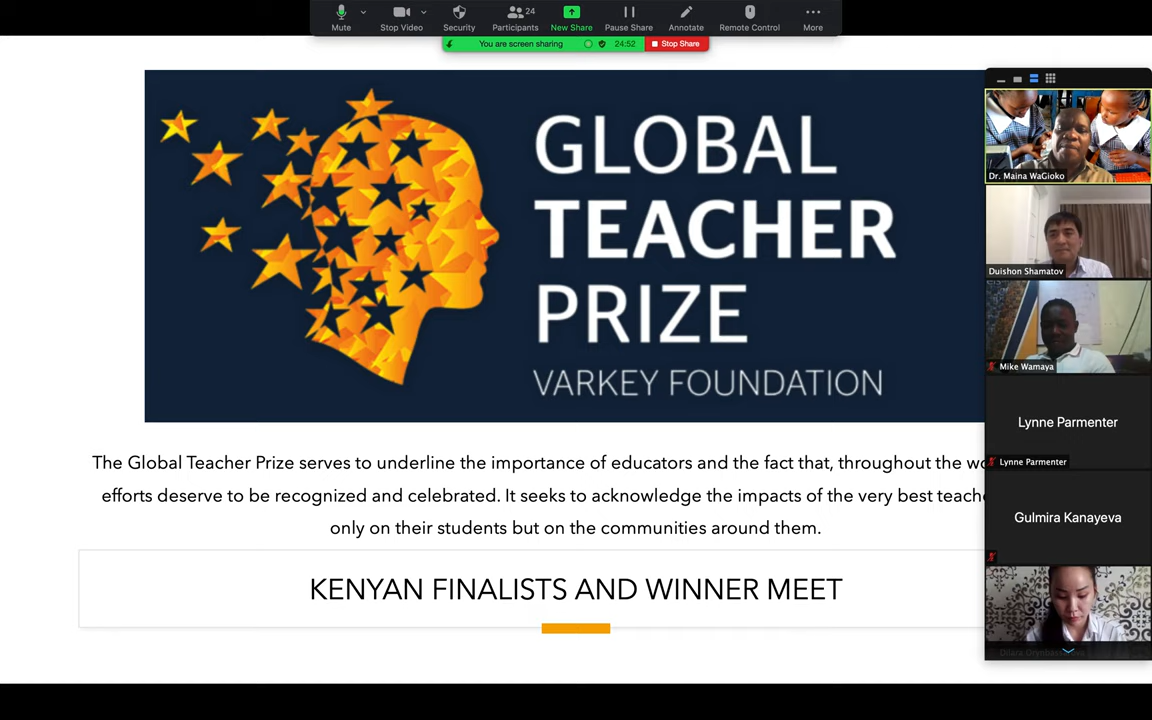 24
Mute
Stop Video
Security
Participants
New Share
Pause Share
Annotate
Remote Control
More
You are screen sharing
24:52
Stop Share
GLOBAL
TEACHER
PRIZE
VARKEY FOUNDATION
The Global Teacher Prize serves to underline the importance of educators and the fact that, throughout the
efforts deserve to be recognized and celebrated. It seeks to acknowledge the impacts of the very best
only on their students but on the communities around them.
KENYAN FINALISTS AND WINNER MEET
Dr. Maina WaGioko
Duishon Shamatov
Mike Wamaya
Lynne Parmenter
Lynne Parmenter
Gulmira Kanayeva